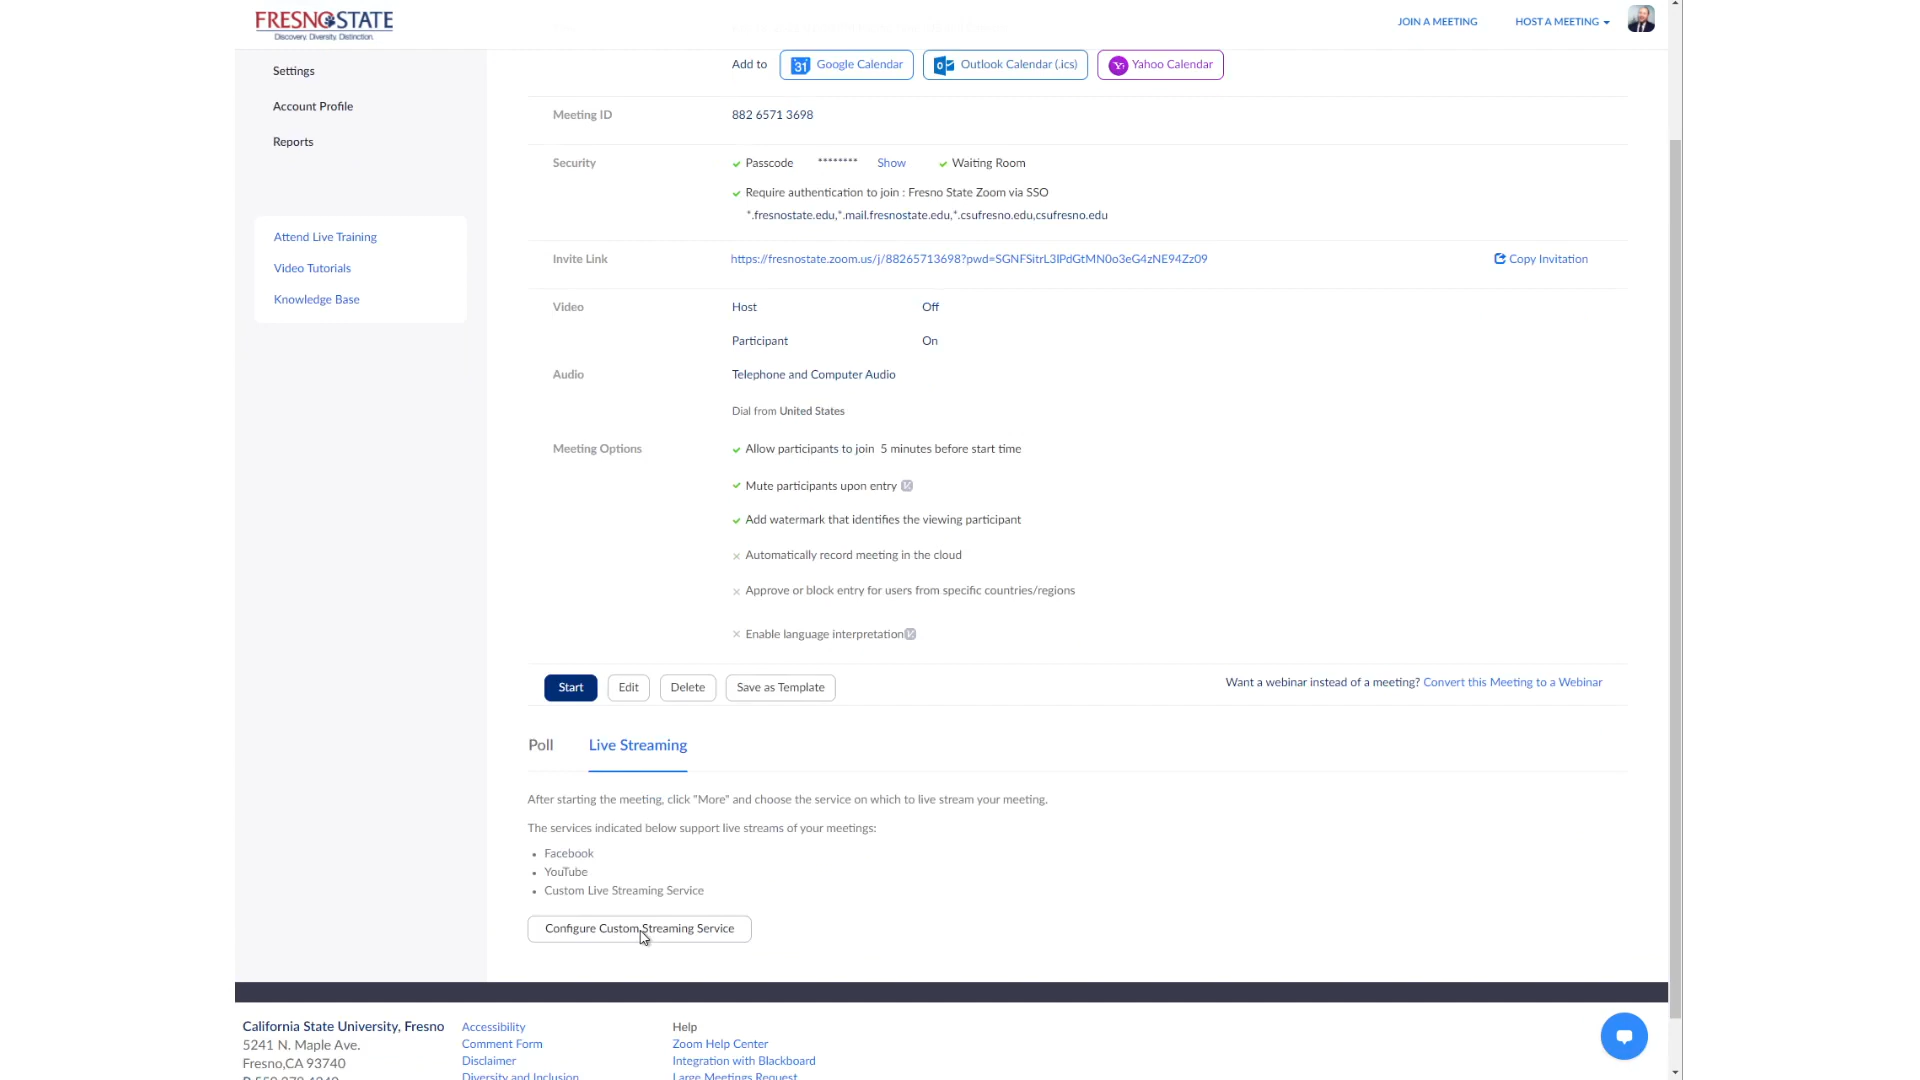 FRESNO STATE
Discovery. Diversity. Distinction.
JOIN A MEETING
HOST A MEETING
Settings
Account Profile
Reports
Attend Live Training
Video Tutorials
Knowledge Base
Add to
31 Google Calendar
Outlook Calendar (.ics)
Yahoo Calendar
Meeting ID
882 6571 3698
Security
Passcode ******** Show
Waiting Room
Require authentication to join : Fresno State Zoom via SSO
*.fresnostate.edu,*.mail.fresnostate.edu,*.csufresno.edu,csufresno.edu
Invite Link
https://fresnostate.zoom.us/j/88265713698?pwd=SGNFSitrL3lPdGtMN0o3eG4zNE94Zz09
Copy Invitation
Video
Host Off
Participant On
Audio
Telephone and Computer Audio
Dial from United States
Meeting Options
Allow participants to join 5 minutes before start time
Mute participants upon entry
Add watermark that identifies the viewing participant
Automatically record meeting in the cloud
Approve or block entry for users from specific countries/regions
Enable language interpretation
Start
Edit
Delete
Save as Template
Want a webinar instead of a meeting? Convert this Meeting to a Webinar
Poll
Live Streaming
After starting the meeting, click "More" and choose the service on which to live stream your meeting.
The services indicated below support live streams of your meetings:
• Facebook
• YouTube
• Custom Live Streaming Service
Configure Custom Streaming Service
California State University, Fresno
5241 N. Maple Ave.
Fresno,CA 93740
Accessibility
Comment Form
Disclaimer
Diversity and Inclusion
Help
Zoom Help Center
Integration with Blackboard
Large Meetings Request